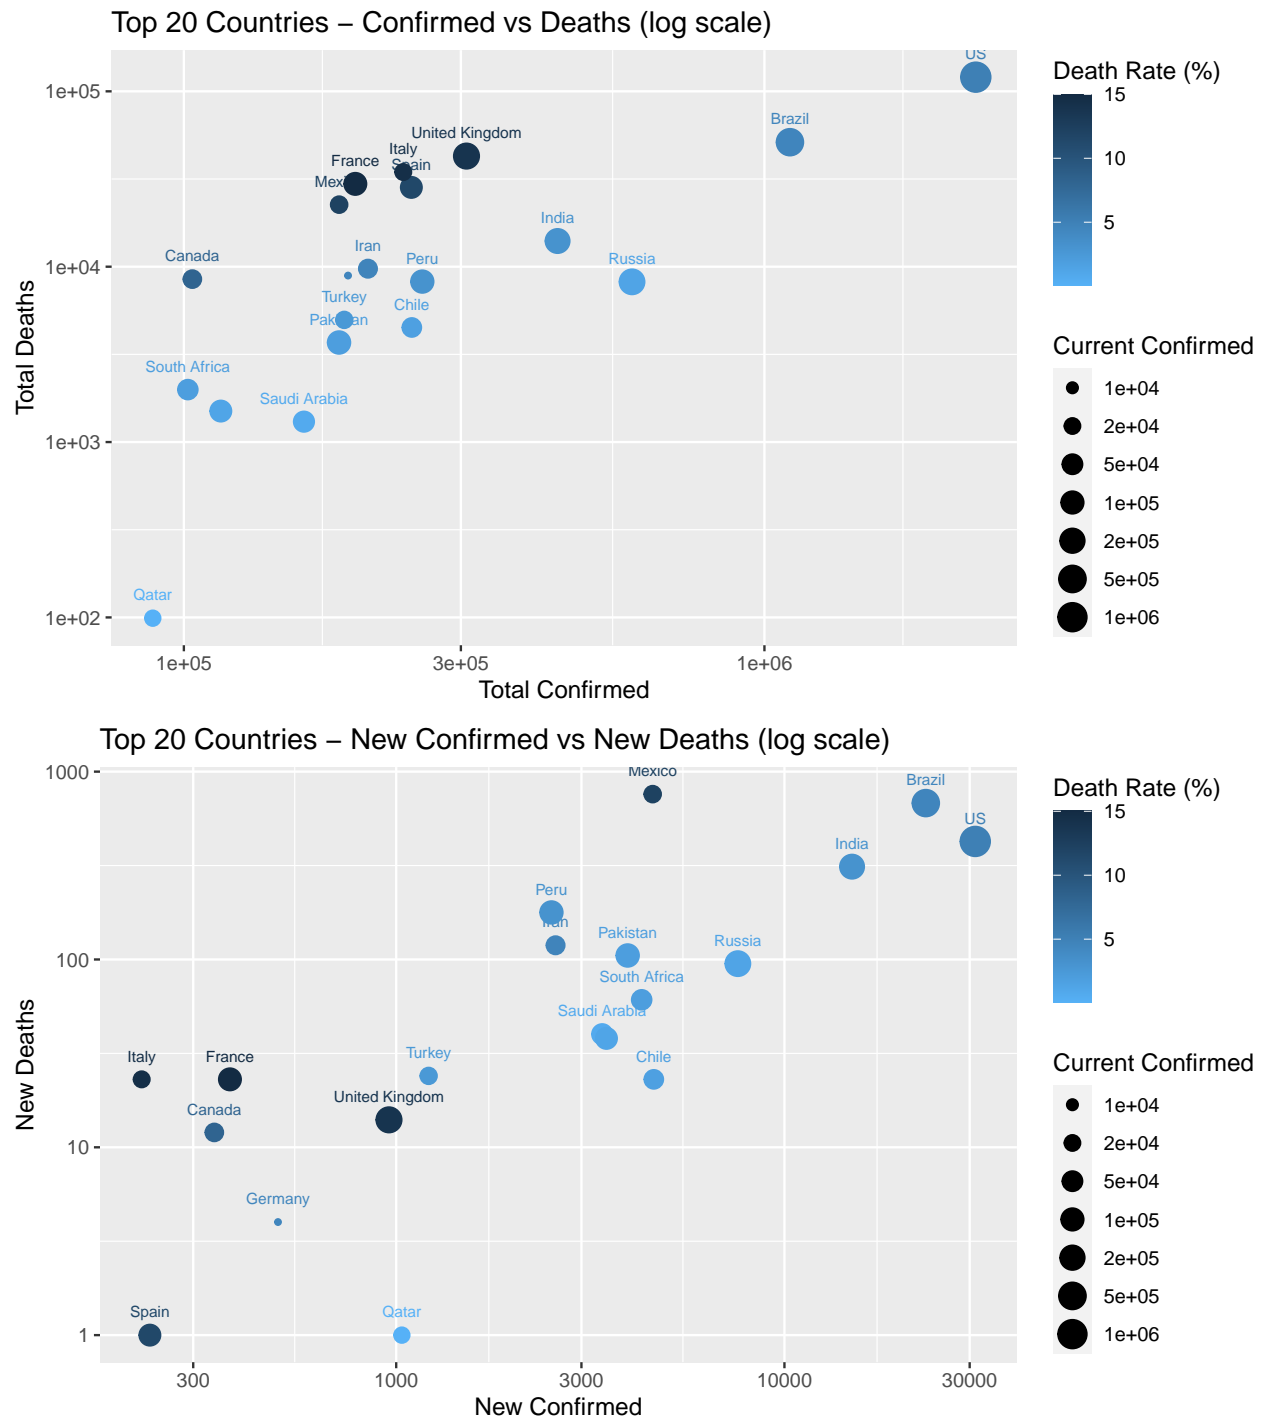 Top 20 Countries – Confirmed vs Deaths (log scale)
Total Deaths
1e+05
1e+04
1e+03
1e+02
US
Brazil
United Kingdom
Italy
Spain
France
Mexico
India
Iran
Canada
Peru
Russia
Turkey
Chile
Pakistan
South Africa
Saudi Arabia
Qatar
1e+05 3e+05 1e+06
Total Confirmed
Death Rate (%)
15
10
5
Current Confirmed
1e+04
2e+04
5e+04
1e+05
2e+05
5e+05
1e+06
Top 20 Countries – New Confirmed vs New Deaths (log scale)
New Deaths
1000
100
10
1
Mexico
Brazil
US
India
Peru
Iran
Pakistan
Russia
South Africa
Saudi Arabia
Italy
France
Turkey
Chile
United Kingdom
Canada
Germany
Spain
Qatar
300 1000 3000 10000 30000
New Confirmed
Death Rate (%)
15
10
5
Current Confirmed
1e+04
2e+04
5e+04
1e+05
2e+05
5e+05
1e+06